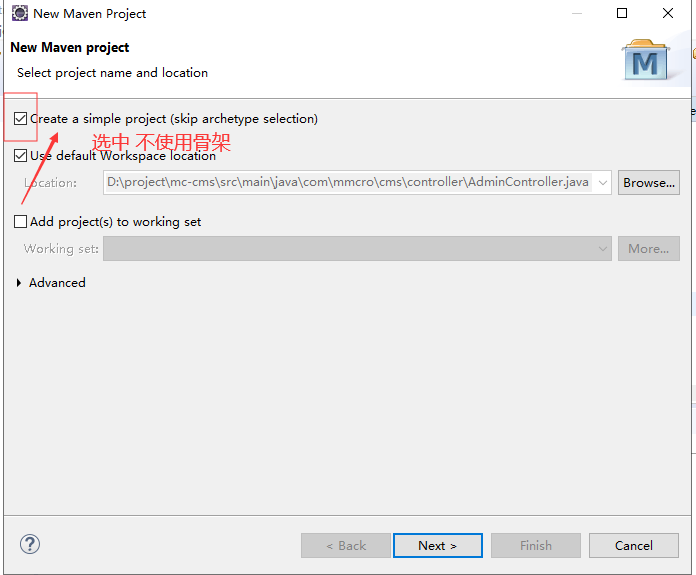 New Maven Project
New Maven project
Select project name and location
M
Create a simple project (skip archetype selection)
选中 不使用骨架
Use default Workspace location
Location:
D:\project\mc-cms\src\main\java\com\mmcro\cms\controller\AdminController.java
Browse...
Add project(s) to working set
Working set:
More...
Advanced
?
< Back
Next >
Finish
Cancel